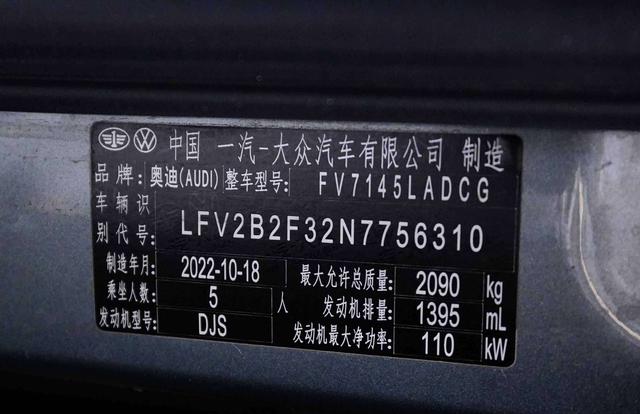 中国 一汽-大众汽车有限公司 制造
品牌: 奥迪(AUDI) 整车型号: FV7145LADCG
车辆识别代号: LFV2B2F32N7756310
制造年月: 2022-10-18 最大允许总质量: 2090 kg
乘坐人数: 5 人 发动机排量: 1395 mL
发动机型号: DJS 发动机最大净功率: 110 kW